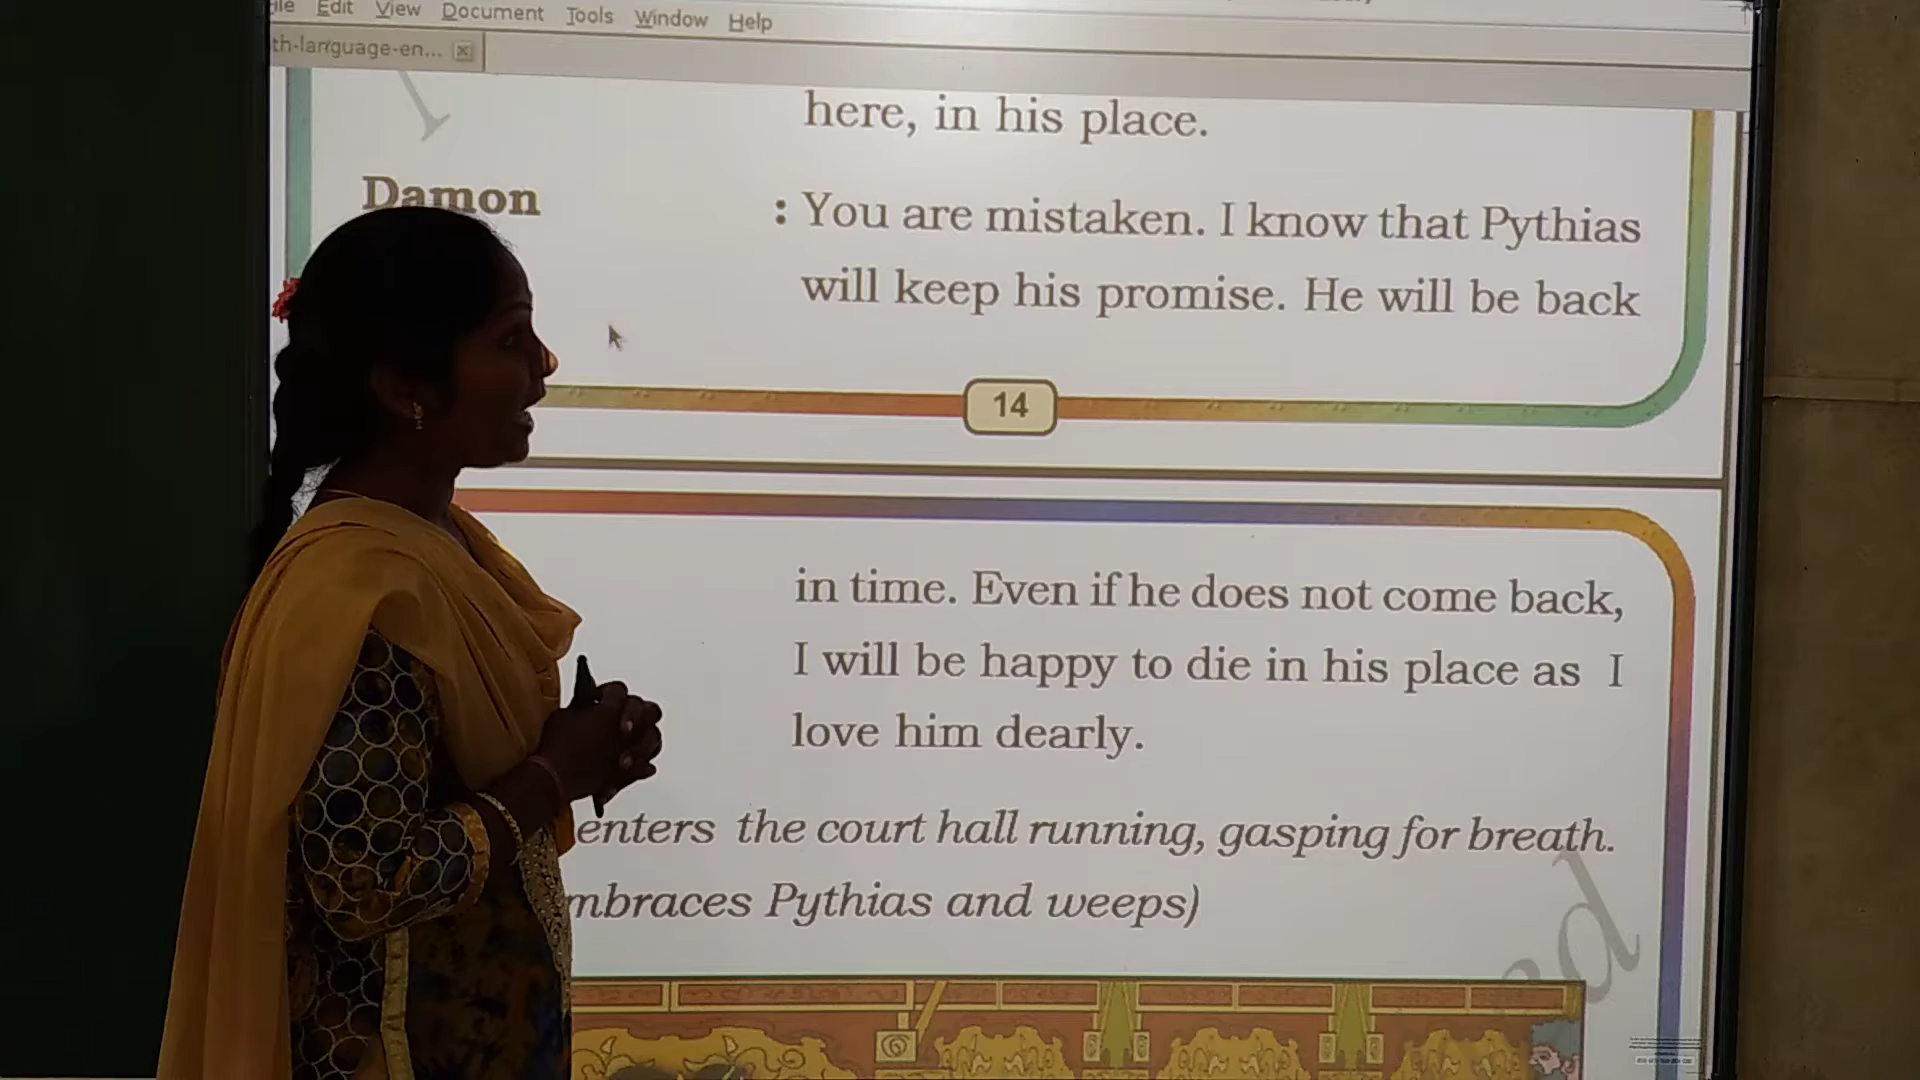 Edit View Document Tools Window Help
th-language-en...
here, in his place.
Damon : You are mistaken. I know that Pythias
will keep his promise. He will be back
14
in time. Even if he does not come back,
I will be happy to die in his place as I
love him dearly.
enters the court hall running, gasping for breath.
mbraces Pythias and weeps)